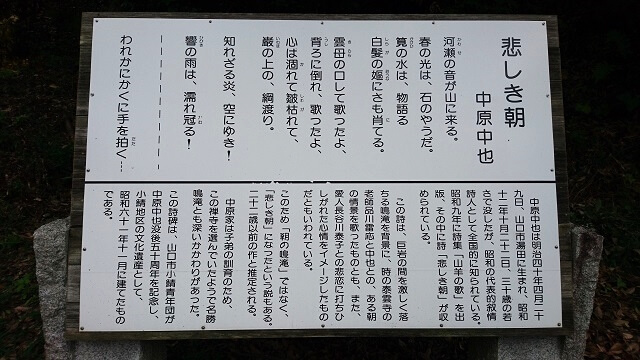 悲しき朝
中原中也
河瀬の音が山に来る。
春の光は、石のやうだ。
筧の水は、物語る
白髪の嫗にさも肖てる。
雲母の口して歌つたよ、
背ろに倒れ、歌つたよ、
心は涸れて皺枯れて、
巌の上の、綱渡り。
知れざる炎、空にゆき!
響の雨は、濡れ冠る!
われかにかくに手を拍く…
中原中也は明治四十年四月二十
九日、山口市湯田に生まれ、昭和
十二年十月二十二日、三十歳の若
さで没したが、昭和の代表的叙情
詩人として全国的に知られている。
昭和九年に詩集「山羊の歌」を出
版、その中に詩「悲しき朝」が収
められている。
この詩は、巨岩の間を激しく落
ちる鳴滝を背景に、時の泰雲寺の
老師品川雷応と中也との、ある朝
の情景を歌ったものとも、また、
愛人長谷川泰子との悲恋に打ちひ
しがれた心情をイメージしたもの
だともいわれている。
このため「朝の鳴滝」ではなく、
「悲しき朝」になったという説もある。
二十二歳以前の作と推定される。
中原家は子弟の訓育のため、
この禅寺を選んでいたようで名勝
鳴滝とも深いかかわりがあった。
この詩碑は、山口市小鯖青年団が
中原中也没後五十周年を記念し、
小鯖地区の文化遺産として、
昭和六十一年十一月に建てたもの
である。